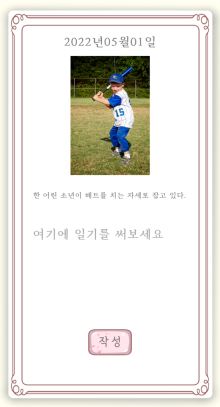 2022년05월01일
15
한 어린 소년이 배트를 치는 자세로 잡고 있다.
여기에 일기를 써보세요
작성